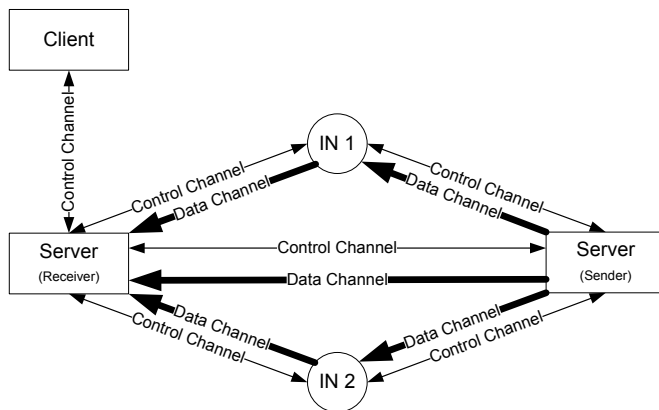 Client
Control Channel
IN 1
Control Channel
Data Channel
Control Channel
Data Channel
Server
(Receiver)
Control Channel
Data Channel
Server
(Sender)
Data Channel
Control Channel
Data Channel
Control Channel
IN 2